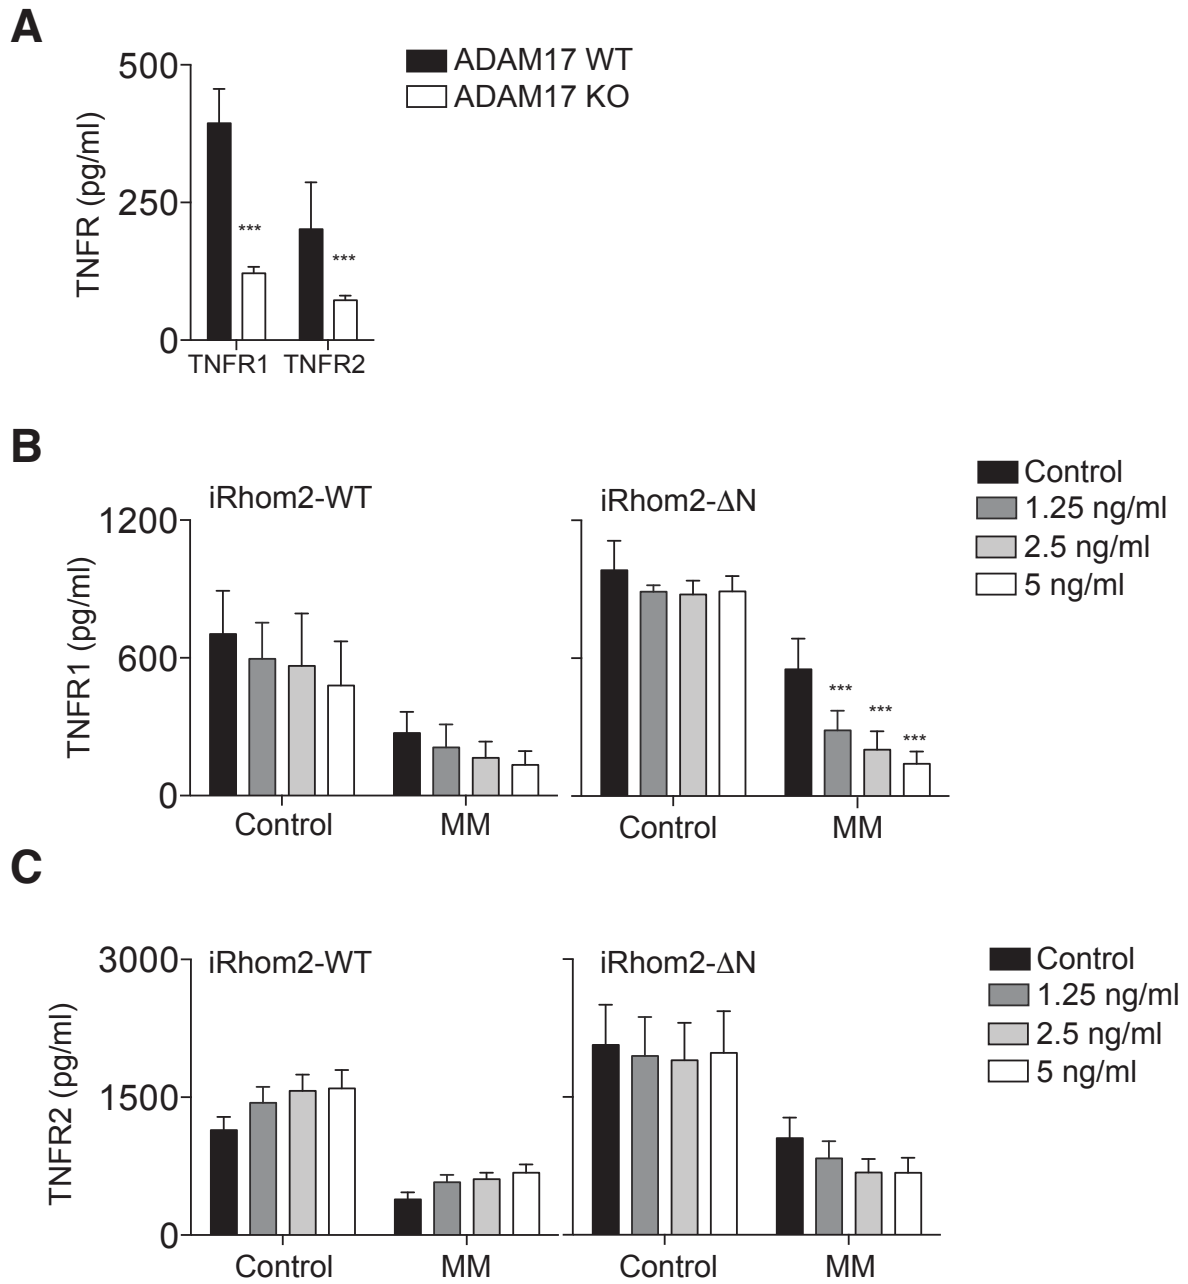 A
ADAM17 WT
ADAM17 KO
500
250
0
TNFR (pg/ml)
***
***
TNFR1 TNFR2
B
iRhom2-WT
iRhom2-ΔN
Control
1.25 ng/ml
2.5 ng/ml
5 ng/ml
1200
600
0
TNFR1 (pg/ml)
***
***
***
Control MM Control MM
C
iRhom2-WT
iRhom2-ΔN
Control
1.25 ng/ml
2.5 ng/ml
5 ng/ml
3000
1500
0
TNFR2 (pg/ml)
Control MM Control MM